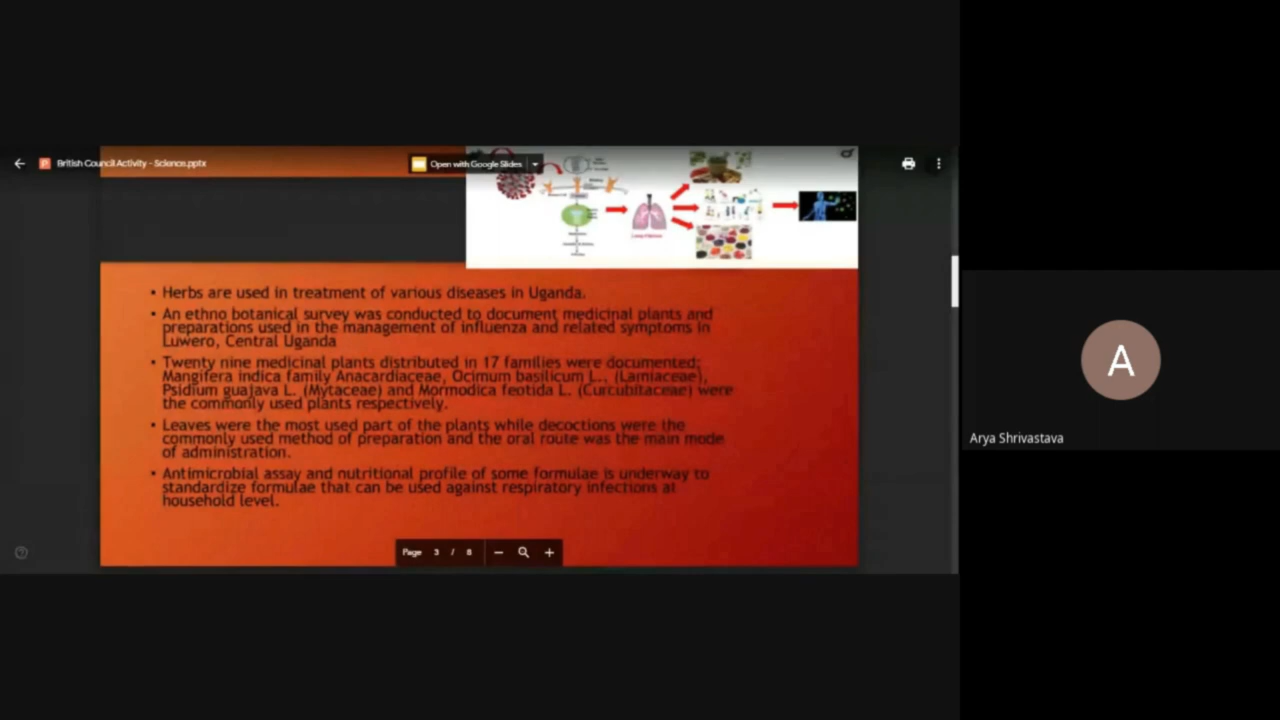 British Council Activity - Science.pptx
Open with Google Slides
• Herbs are used in treatment of various diseases in Uganda.
• An ethno botanical survey was conducted to document medicinal plants and
preparations used in the management of influenza and related symptoms in
Luwero, Central Uganda
• Twenty nine medicinal plants distributed in 17 families were documented;
Mangifera indica family Anacardiaceae, Ocimum basilicum L., (Lamiaceae),
Psidium guajava L. (Mytaceae) and Mormodica feotida L. (Curcubitaceae) were
the commonly used plants respectively.
• Leaves were the most used part of the plants while decoctions were the
commonly used method of preparation and the oral route was the main mode
of administration.
• Antimicrobial assay and nutritional profile of some formulae is underway to
standardize formulae that can be used against respiratory infections at
household level.
Page 3 / 8
A
Arya Shrivastava